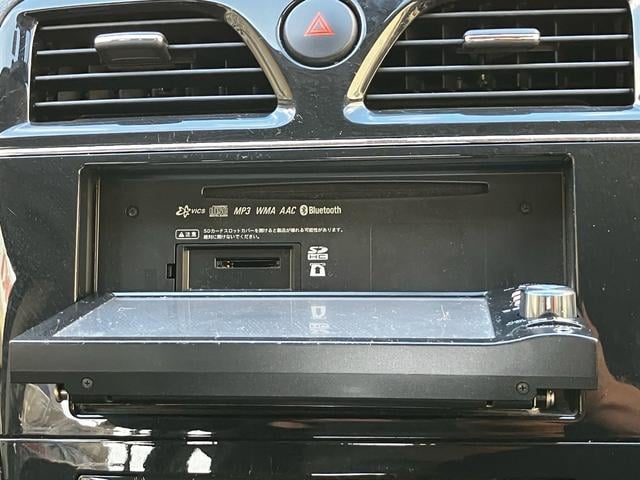 VICS MP3 WMA AAC Bluetooth
注意 SDカードスロットカバーを開けると製品が壊れる可能性があります。
絶対に開けないでください。
SD
HC